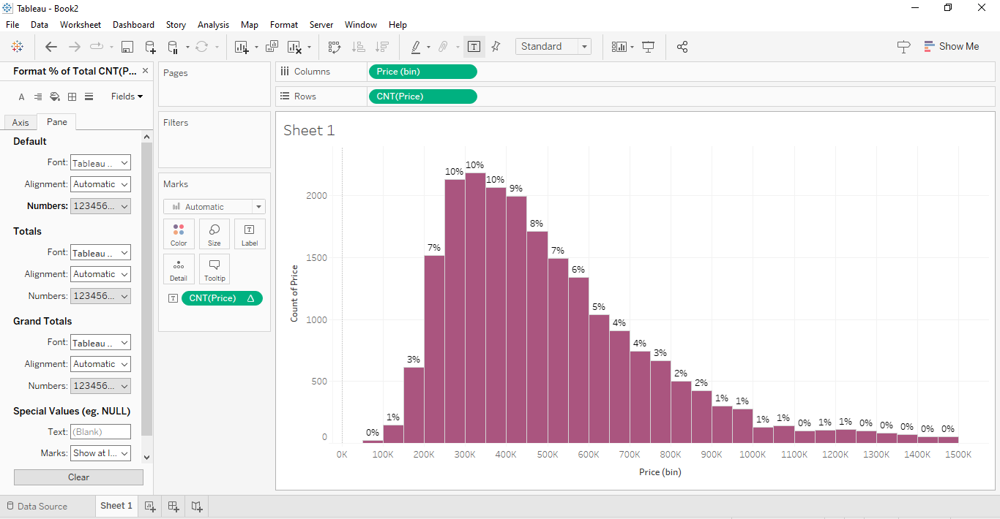 Tableau - Book2
File Data Worksheet Dashboard Story Analysis Map Format Server Window Help
Standard
Show Me
Format % of Total CNT(P...
A Fields
Axis Pane
Default
Font: Tableau ..
Alignment: Automatic
Numbers: 123456...
Totals
Font: Tableau ..
Alignment: Automatic
Numbers: 123456...
Grand Totals
Font: Tableau ..
Alignment: Automatic
Numbers: 123456...
Special Values (eg. NULL)
Text: (Blank)
Marks: Show at I...
Clear
Pages
Filters
Marks
Automatic
Color Size Label
Detail Tooltip
CNT(Price) Δ
Columns Price (bin)
Rows CNT(Price)
Sheet 1
10%
10%
10%
9%
8%
7%
7%
6%
5%
4%
4%
3%
3%
2%
2%
1% 1%
1%
1% 1% 0% 1% 1% 0% 0% 0% 0% 0%
0%
2000
1500
1000
500
0
Count of Price
0K 100K 200K 300K 400K 500K 600K 700K 800K 900K 1000K 1100K 1200K 1300K 1400K 1500K
Price (bin)
Data Source Sheet 1